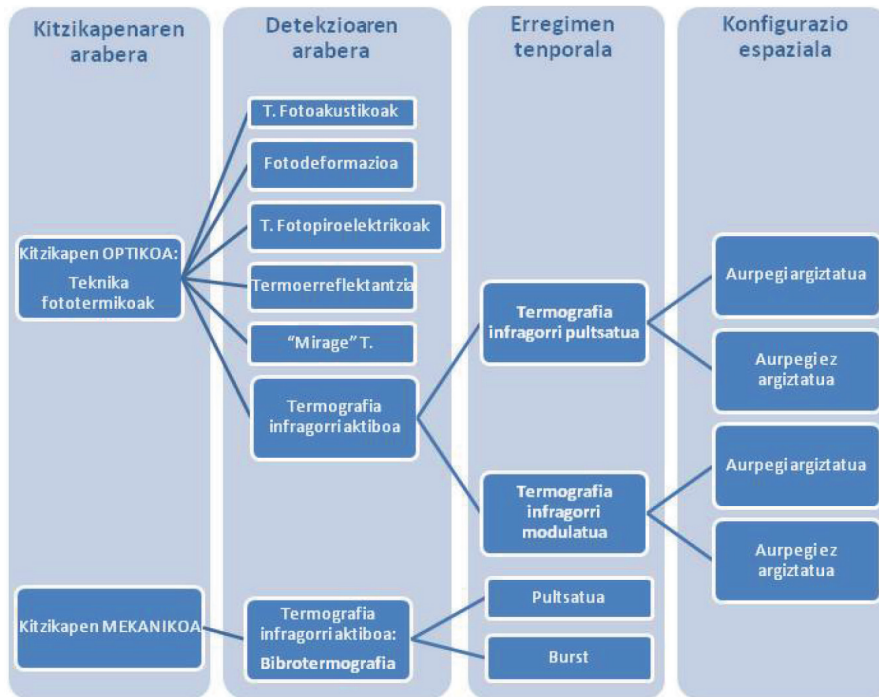 Kitzikapenaren
arabera
Detekzioaren
arabera
Erregimen
tenporala
Konfigurazio
espaziala
T. Fotoakustikoak
Fotodeformazioa
T. Fotopiroelektrikoak
Kitzikapen OPTIKOA:
Teknika
fototermikoak
Termoerreflektantzia
"Mirage" T.
Termografia
infragorri aktiboa
Termografia
infragorri pultsatua
Termografia
infragorri
modulatua
Aurpegi argiztatua
Aurpegi ez
argiztatua
Aurpegi argiztatua
Aurpegi ez
argiztatua
Kitzikapen MEKANIKOA
Termografia
infragorri aktiboa:
Bibrotermografia
Pultsatua
Burst